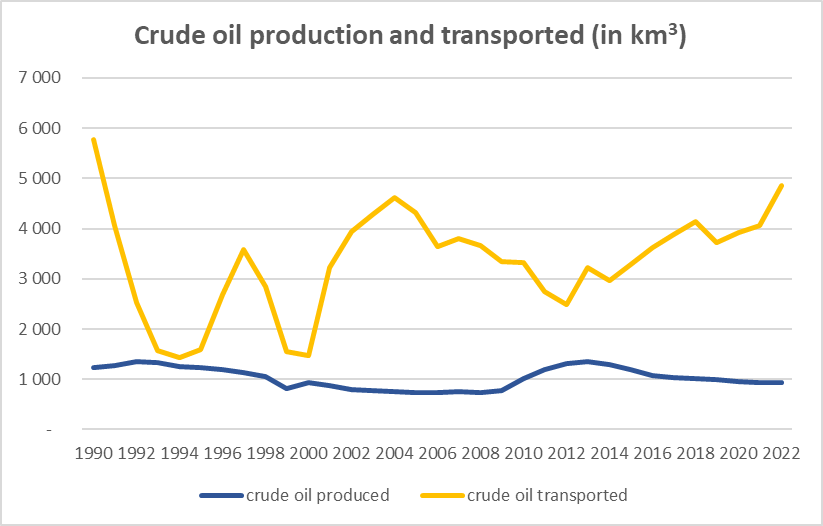 Crude oil production and transported (in km³)
7 000
6 000
5 000
4 000
3 000
2 000
1 000
-
1990 1992 1994 1996 1998 2000 2002 2004 2006 2008 2010 2012 2014 2016 2018 2020 2022
crude oil produced crude oil transported